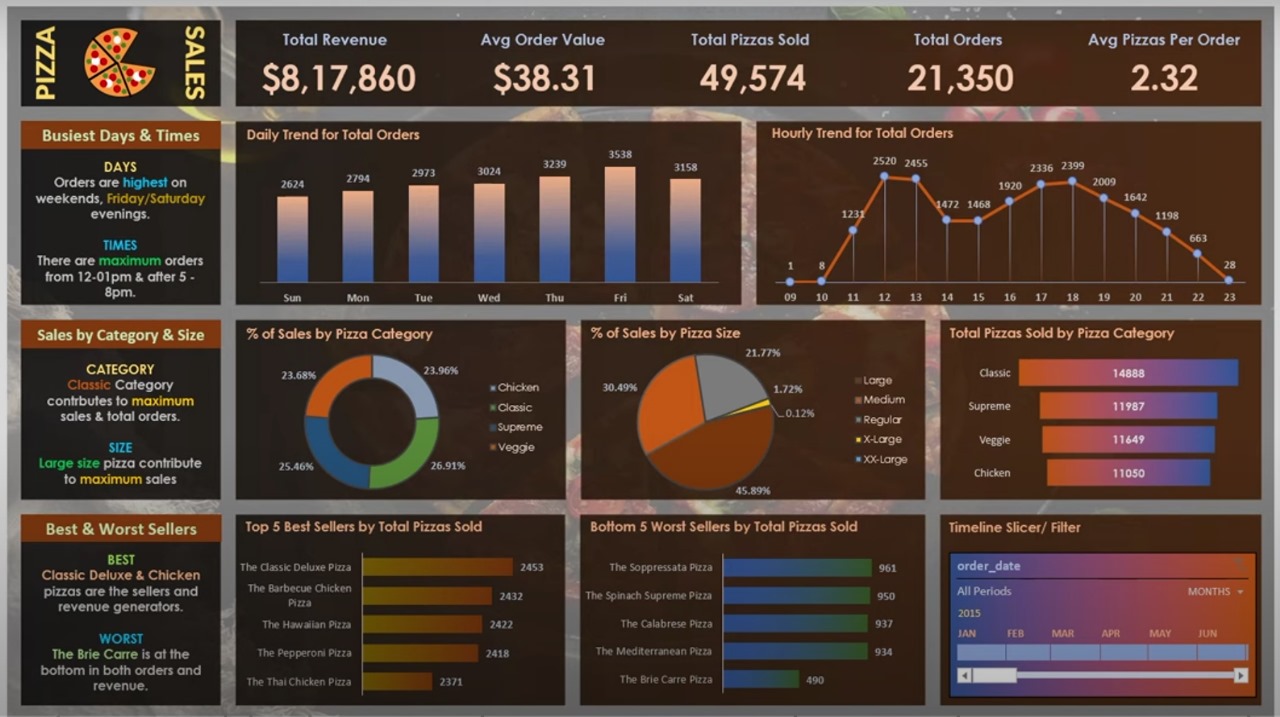 PIZZA
SALES
Total Revenue
$8,17,860
Avg Order Value
$38.31
Total Pizzas Sold
49,574
Total Orders
21,350
Avg Pizzas Per Order
2.32
Busiest Days & Times
DAYS
Orders are highest on
weekends, Friday/Saturday
evenings.
TIMES
There are maximum orders
from 12-01pm & after 5 -
8pm.
Daily Trend for Total Orders
2624
2794
2973
3024
3239
3538
3158
Sun
Mon
Tue
Wed
Thu
Fri
Sat
Hourly Trend for Total Orders
1
8
1231
2520
2455
1472
1468
1920
2336
2399
2009
1642
1198
663
28
09
10
11
12
13
14
15
16
17
18
19
20
21
22
23
Sales by Category & Size
CATEGORY
Classic Category
contrbutes to maximum
sales & total orders.
SIZE
Large size pizza contribute
to maximum sales
% of Sales by Pizza Category
23.68%
23.96%
25.46%
26.91%
Chicken
Classic
Supreme
Veggie
% of Sales by Pizza Size
21.77%
30.49%
1.72%
0.12%
45.89%
Large
Medium
Regular
X-Large
XX-Large
Total Pizzas Sold by Pizza Category
Classic
14888
Supreme
11987
Veggie
11649
Chicken
11050
Best & Worst Sellers
BEST
Classic Deluxe & Chicken
pizzas are the sellers and
revenue generators.
WORST
The Brie Carre is at the
bottom in both orders and
revenue.
Top 5 Best Sellers by Total Pizzas Sold
The Classic Deluxe Pizza
2453
The Barbecue Chicken
Pizza
2432
The Hawaiian Pizza
2422
The Pepperoni Pizza
2418
The Thai Chicken Pizza
2371
Bottom 5 Worst Sellers by Total Pizzas Sold
The Soppressata Pizza
961
The Spinach Supreme Pizza
950
The Calabrese Pizza
937
The Mediterranean Pizza
934
The Brie Carre Pizza
490
Timeline Slicer/ Filter
order_date
All Periods
MONTHS
2015
JAN
FEB
MAR
APR
MAY
JUN